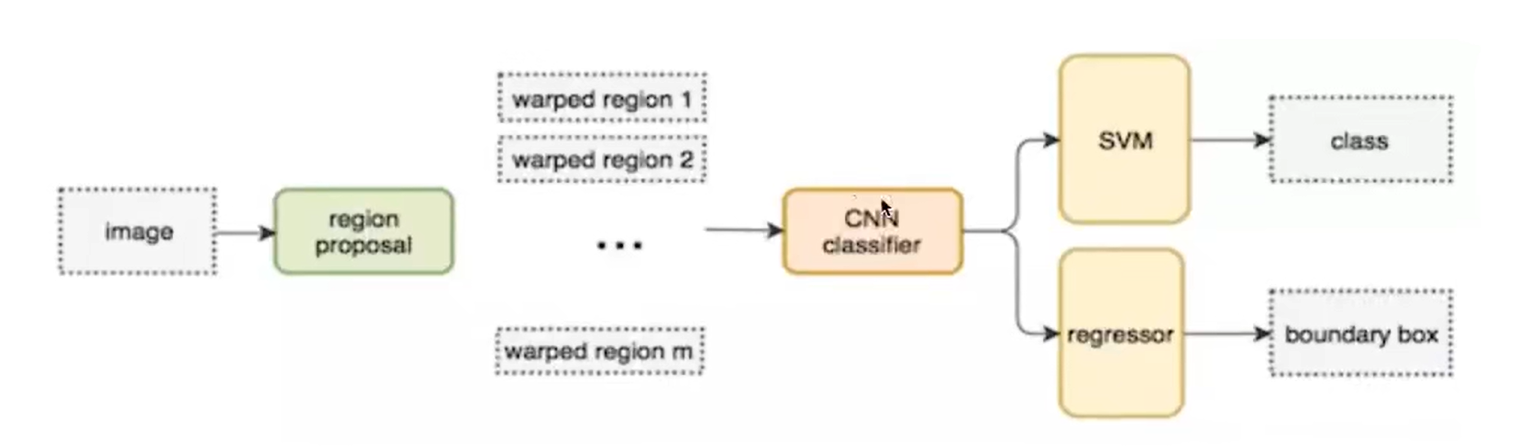 image
region
proposal
warped region 1
warped region 2
...
warped region m
CNN
classifier
SVM
class
regressor
boundary box